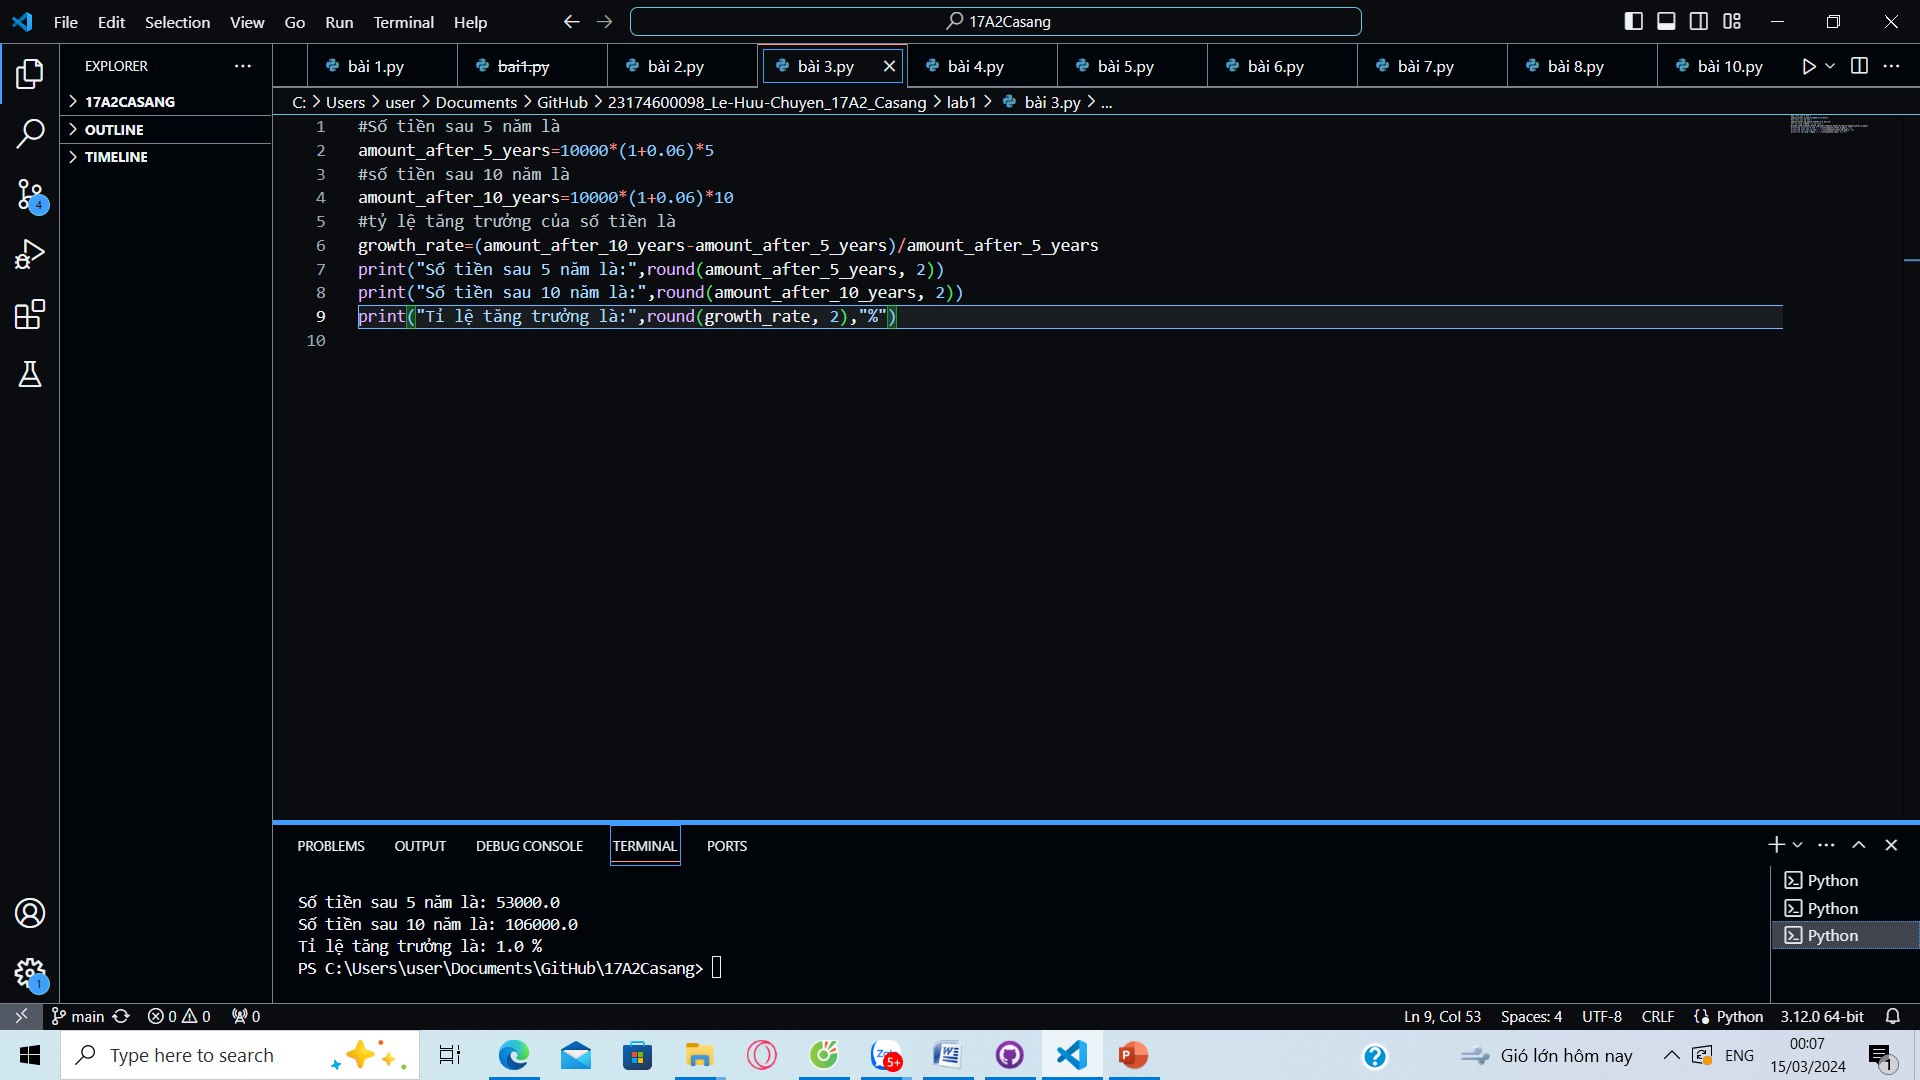 File Edit Selection View Go Run Terminal Help
17A2Casang
EXPLORER
17A2CASANG
OUTLINE
TIMELINE
4
1
bài 1.py bai1.py bài 2.py bài 3.py bài 4.py bài 5.py bài 6.py bài 7.py bài 8.py bài 10.py
C: > Users > user > Documents > GitHub > 23174600098_Le-Huu-Chuyen_17A2_Casang > lab1 > bài 3.py > ...
1 #Số tiền sau 5 năm là
2 amount_after_5_years=10000*(1+0.06)*5
3 #số tiền sau 10 năm là
4 amount_after_10_years=10000*(1+0.06)*10
5 #tỷ lệ tăng trưởng của số tiền là
6 growth_rate=(amount_after_10_years-amount_after_5_years)/amount_after_5_years
7 print("Số tiền sau 5 năm là:",round(amount_after_5_years, 2))
8 print("Số tiền sau 10 năm là:",round(amount_after_10_years, 2))
9 print("Tỉ lệ tăng trưởng là:",round(growth_rate, 2),"%")
10
PROBLEMS OUTPUT DEBUG CONSOLE TERMINAL PORTS
Số tiền sau 5 năm là: 53000.0
Số tiền sau 10 năm là: 106000.0
Tỉ lệ tăng trưởng là: 1.0 %
PS C:\Users\user\Documents\GitHub\17A2Casang>
Python
Python
Python
main 0 0 0 Ln 9, Col 53 Spaces: 4 UTF-8 CRLF Python 3.12.0 64-bit
Type here to search 5+ Gió lớn hôm nay ENG
00:07
15/03/2024
1